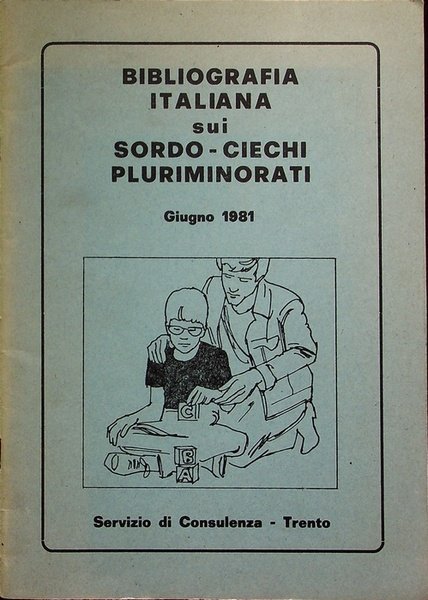 BIBLIOGRAFIA
ITALIANA
sui
SORDO - CIECHI
PLURIMINORATI
Giugno 1981
C
B
A
Servizio di Consulenza - Trento